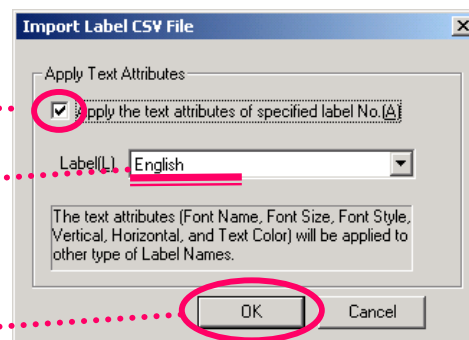 Import Label CSV File
Apply Text Attributes
Apply the text attributes of specified label No.(A)
Label(L) English
The text attributes (Font Name, Font Size, Font Style,
Vertical, Horizontal, and Text Color) will be applied to
other type of Label Names.
OK Cancel